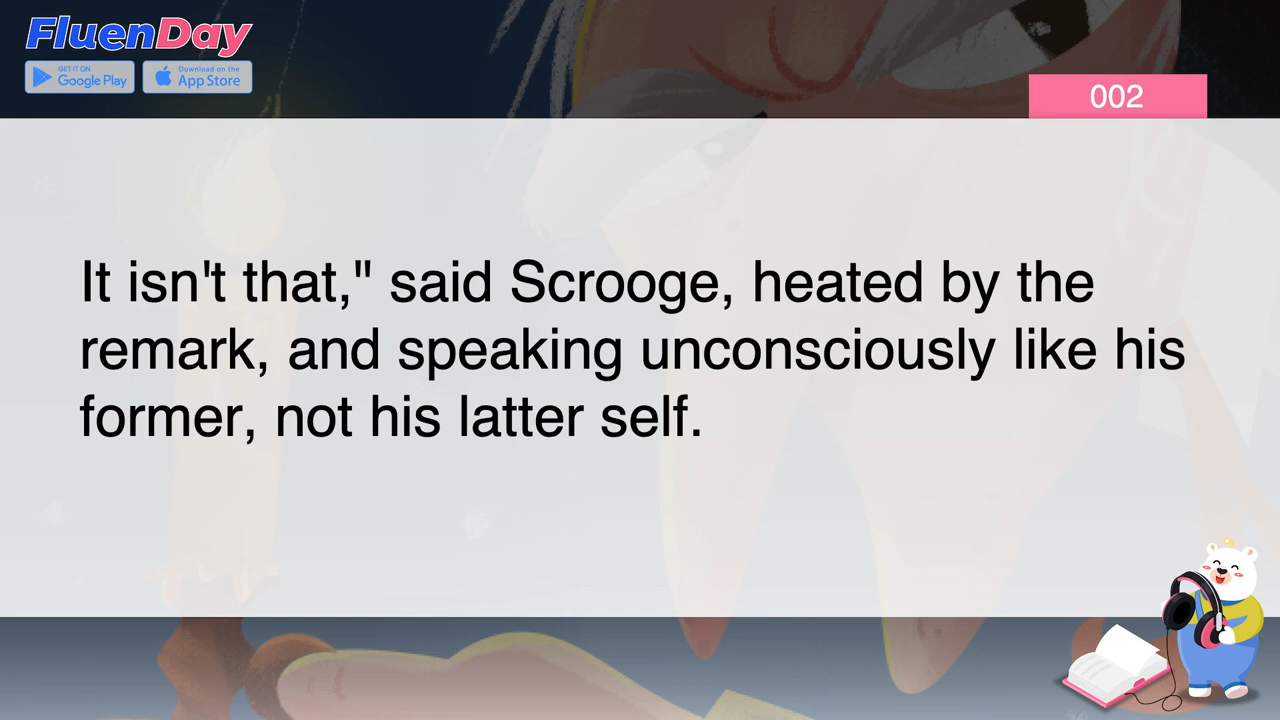 FluenDay
GET IT ON
Google Play
Download on the
App Store
002
It isn't that," said Scrooge, heated by the
remark, and speaking unconsciously like his
former, not his latter self.